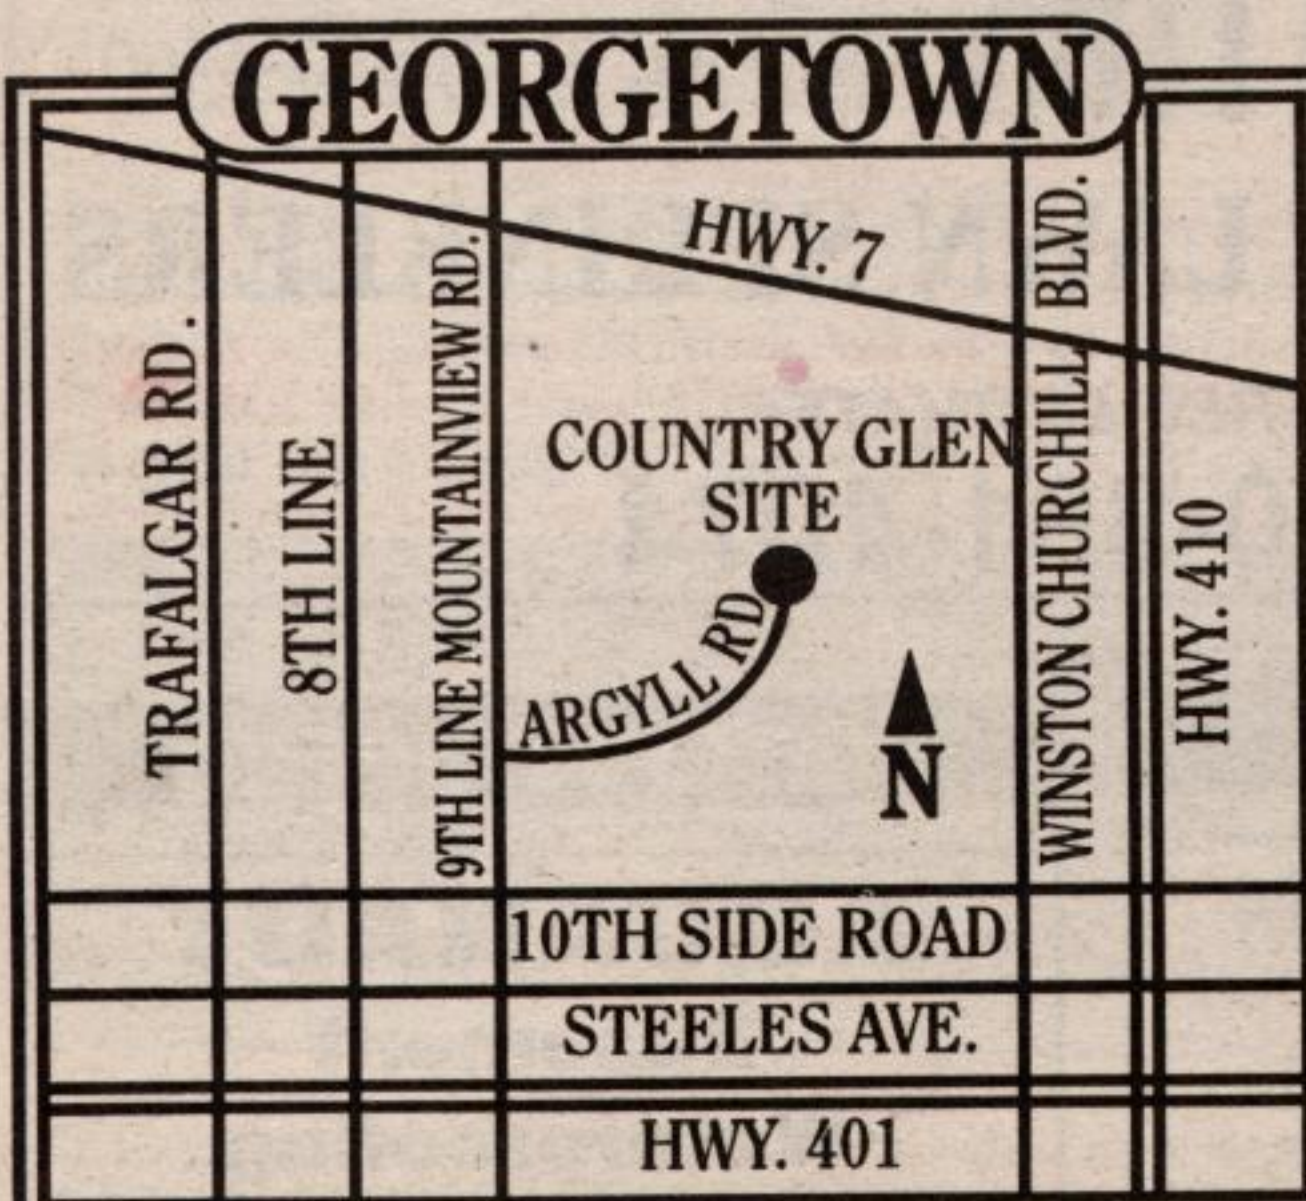 GEORGETOWN
HWY. 7
TRAFALGAR RD.
8TH LINE
9TH LINE MOUNTAINVIEW RD.
COUNTRY GLEN
SITE
ARGYLL RD
N
WINSTON CHURCHILL BLVD.
HWY. 410
10TH SIDE ROAD
STEELES AVE.
HWY. 401